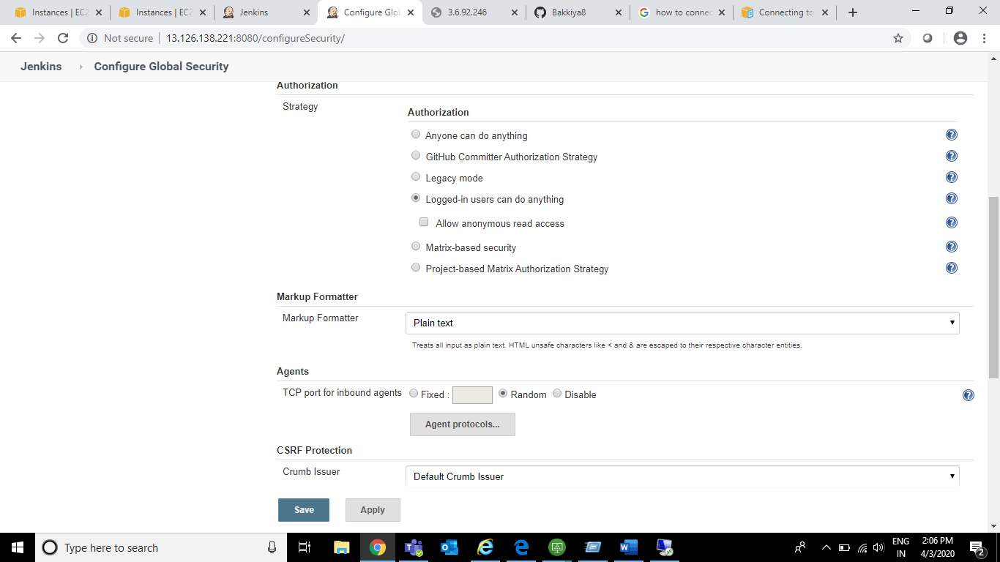 Instances | EC2
Instances | EC2
Jenkins
Configure Glo
3.6.92.246
Bakkiya8
how to connec
Connecting to
Not secure
13.126.138.221:8080/configureSecurity/
Jenkins
Configure Global Security
Authorization
Strategy
Authorization
Anyone can do anything
GitHub Committer Authorization Strategy
Legacy mode
Logged-in users can do anything
Allow anonymous read access
Matrix-based security
Project-based Matrix Authorization Strategy
Markup Formatter
Markup Formatter
Plain text
Treats all input as plain text. HTML unsafe characters like < and & are escaped to their respective character entities.
Agents
TCP port for inbound agents
Fixed :
Random
Disable
Agent protocols...
CSRF Protection
Crumb Issuer
Default Crumb Issuer
Save
Apply
Type here to search
ENG
IN
2:06 PM
4/3/2020
2